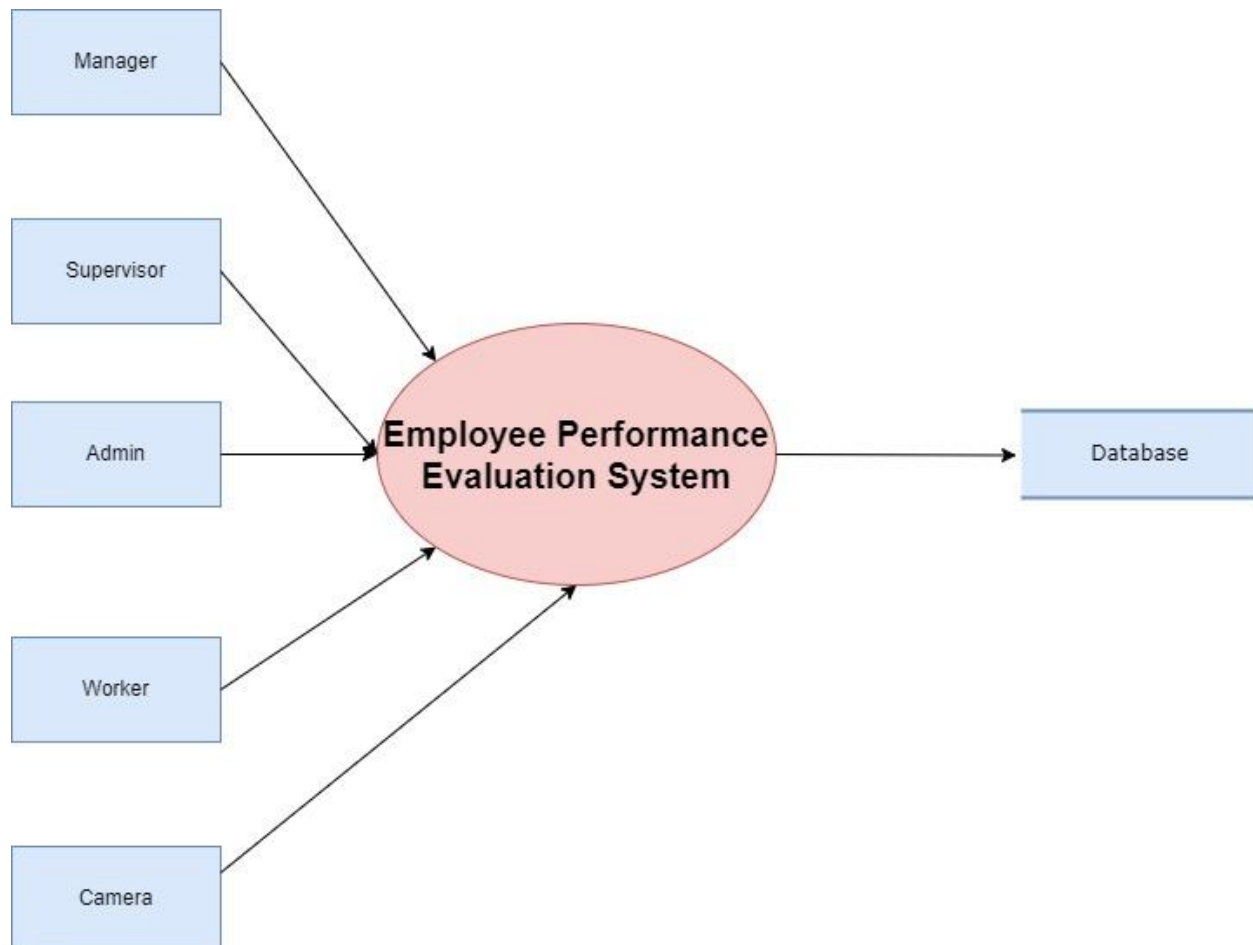 Manager
Supervisor
Admin
Employee Performance
Evaluation System
Database
Worker
Camera